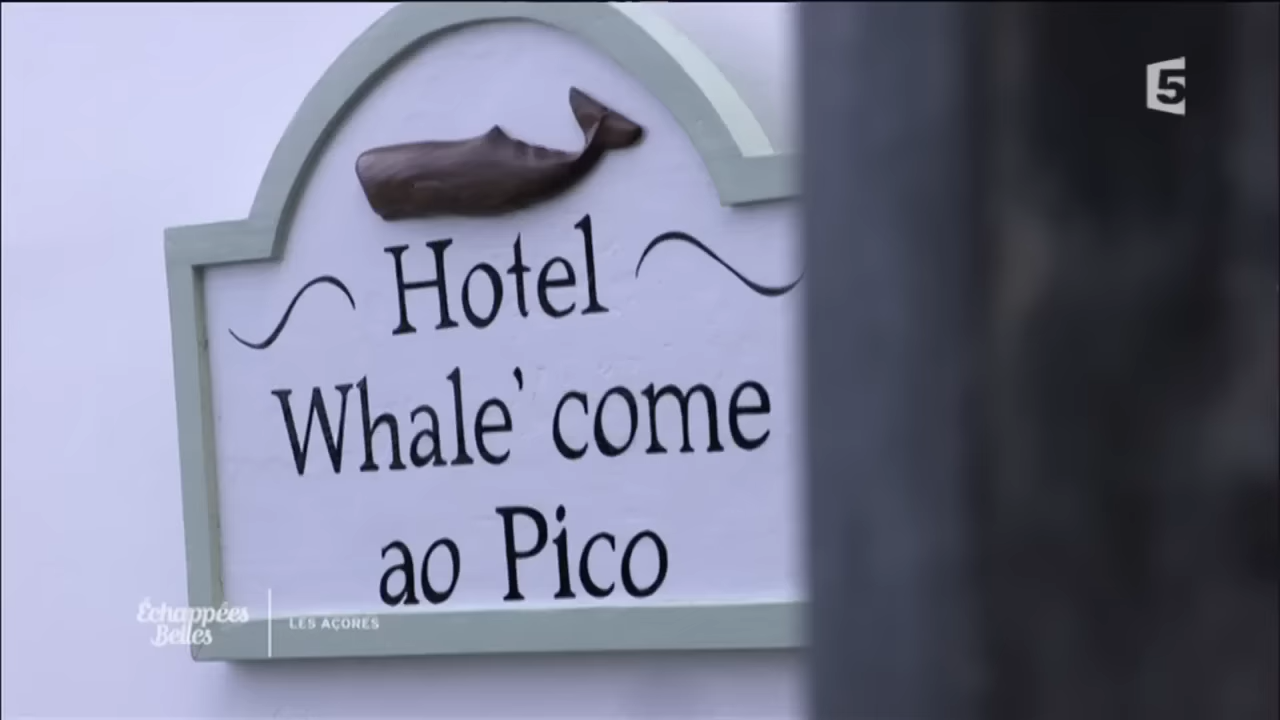 5
Hotel
Whale' come
ao Pico
Échappées
Belles
LES AÇORES